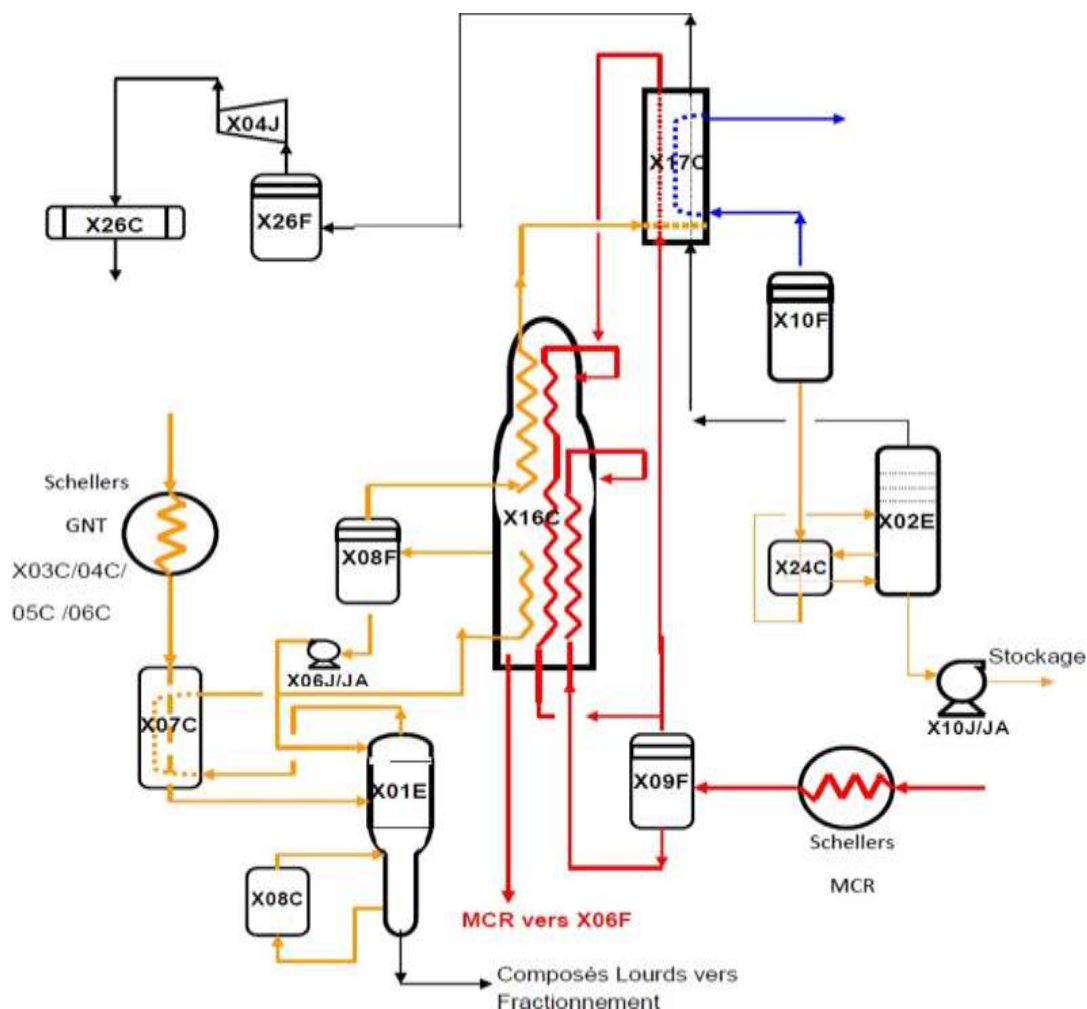 X04J
X17C
X26C
X26F
X10F
Schellers
GNT
X03C/04C/
05C /06C
X16C
X02E
X08F
X24C
X06J/JA
Stockage
X10J/JA
X07C
X01E
X09F
Schellers
MCR
X08C
MCR vers X06F
Composés Lourds vers
Fractionnement